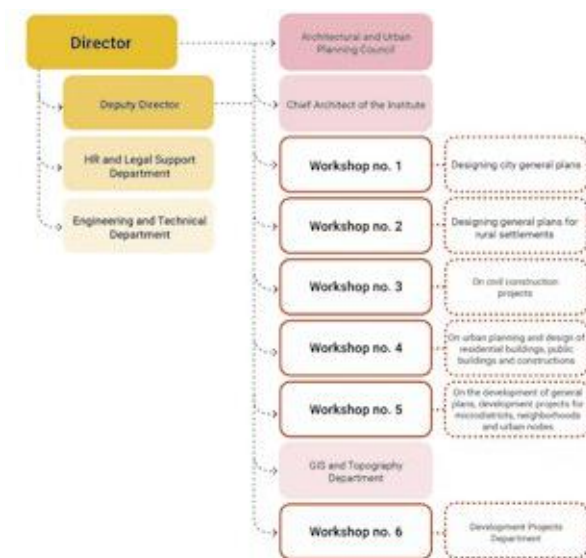 Director
Deputy Director
HR and Legal Support
Department
Engineering and Technical
Department
Architectural and Urban
Planning Council
Chief Architect of the Institute
Workshop no. 1
Designing city general plans
Workshop no. 2
Designing general plans for
rural settlements
Workshop no. 3
On civil construction
projects
Workshop no. 4
On urban planning and design of
residential buildings, public
buildings and constructions
Workshop no. 5
On the development of general
plans, development projects for
microdistricts, neighborhoods
and urban nodes
GIS and Topography
Department
Workshop no. 6
Development Projects
Department